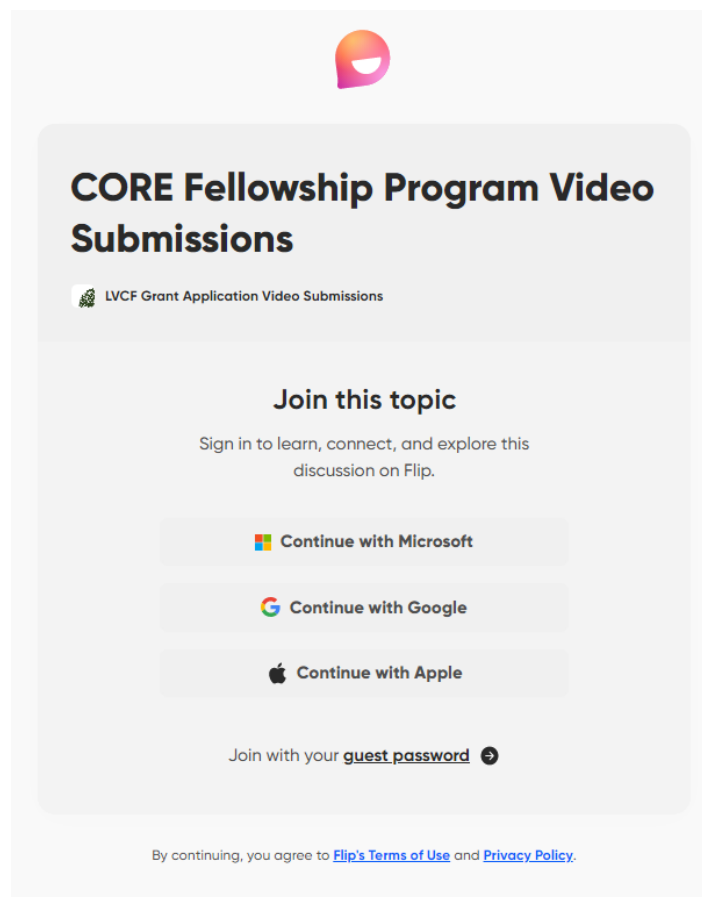 CORE Fellowship Program Video
Submissions
LVCF Grant Application Video Submissions
Join this topic
Sign in to learn, connect, and explore this
discussion on Flip.
Continue with Microsoft
Continue with Google
Continue with Apple
Join with your guest password
By continuing, you agree to Flip's Terms of Use and Privacy Policy.